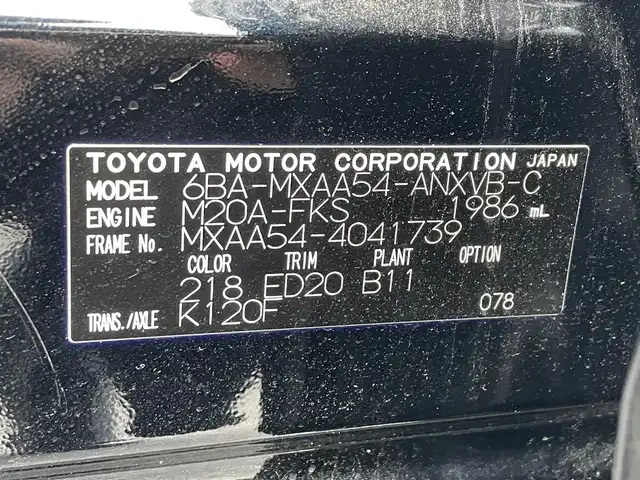 TOYOTA MOTOR CORPORATION JAPAN
MODEL 6BA-MXAA54-ANXVB-C
ENGINE M20A-FKS 1986 mL
FRAME No. MXAA54-4041739
COLOR TRIM PLANT OPTION
218 ED20 B11
TRANS./AXLE K120F 078